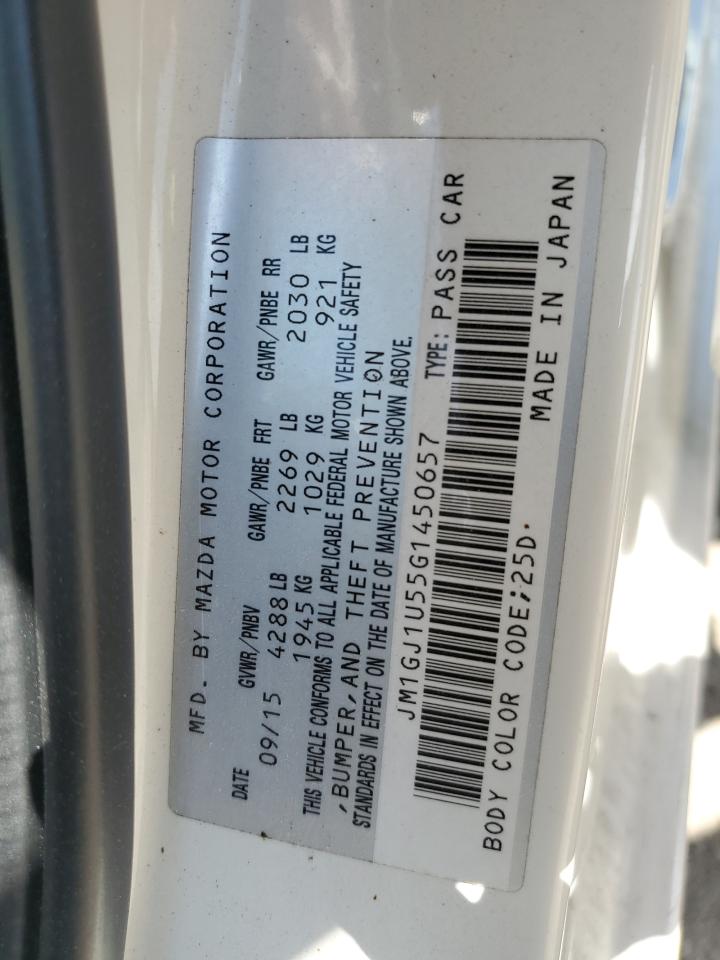 MFD. BY MAZDA MOTOR CORPORATION
DATE GVWR/PNBV GAWR/PNBE FRT GAWR/PNBE RR
09/15 4288 LB 2269 LB 2030 LB
1945 KG 1029 KG 921 KG
THIS VEHICLE CONFORMS TO ALL APPLICABLE FEDERAL MOTOR VEHICLE SAFETY
,BUMPER,AND THEFT PREVENTION
STANDARDS IN EFFECT ON THE DATE OF MANUFACTURE SHOWN ABOVE.
JM1GJ1U55G1450657 TYPE: PASS CAR
BODY COLOR CODE;25D. MADE IN JAPAN